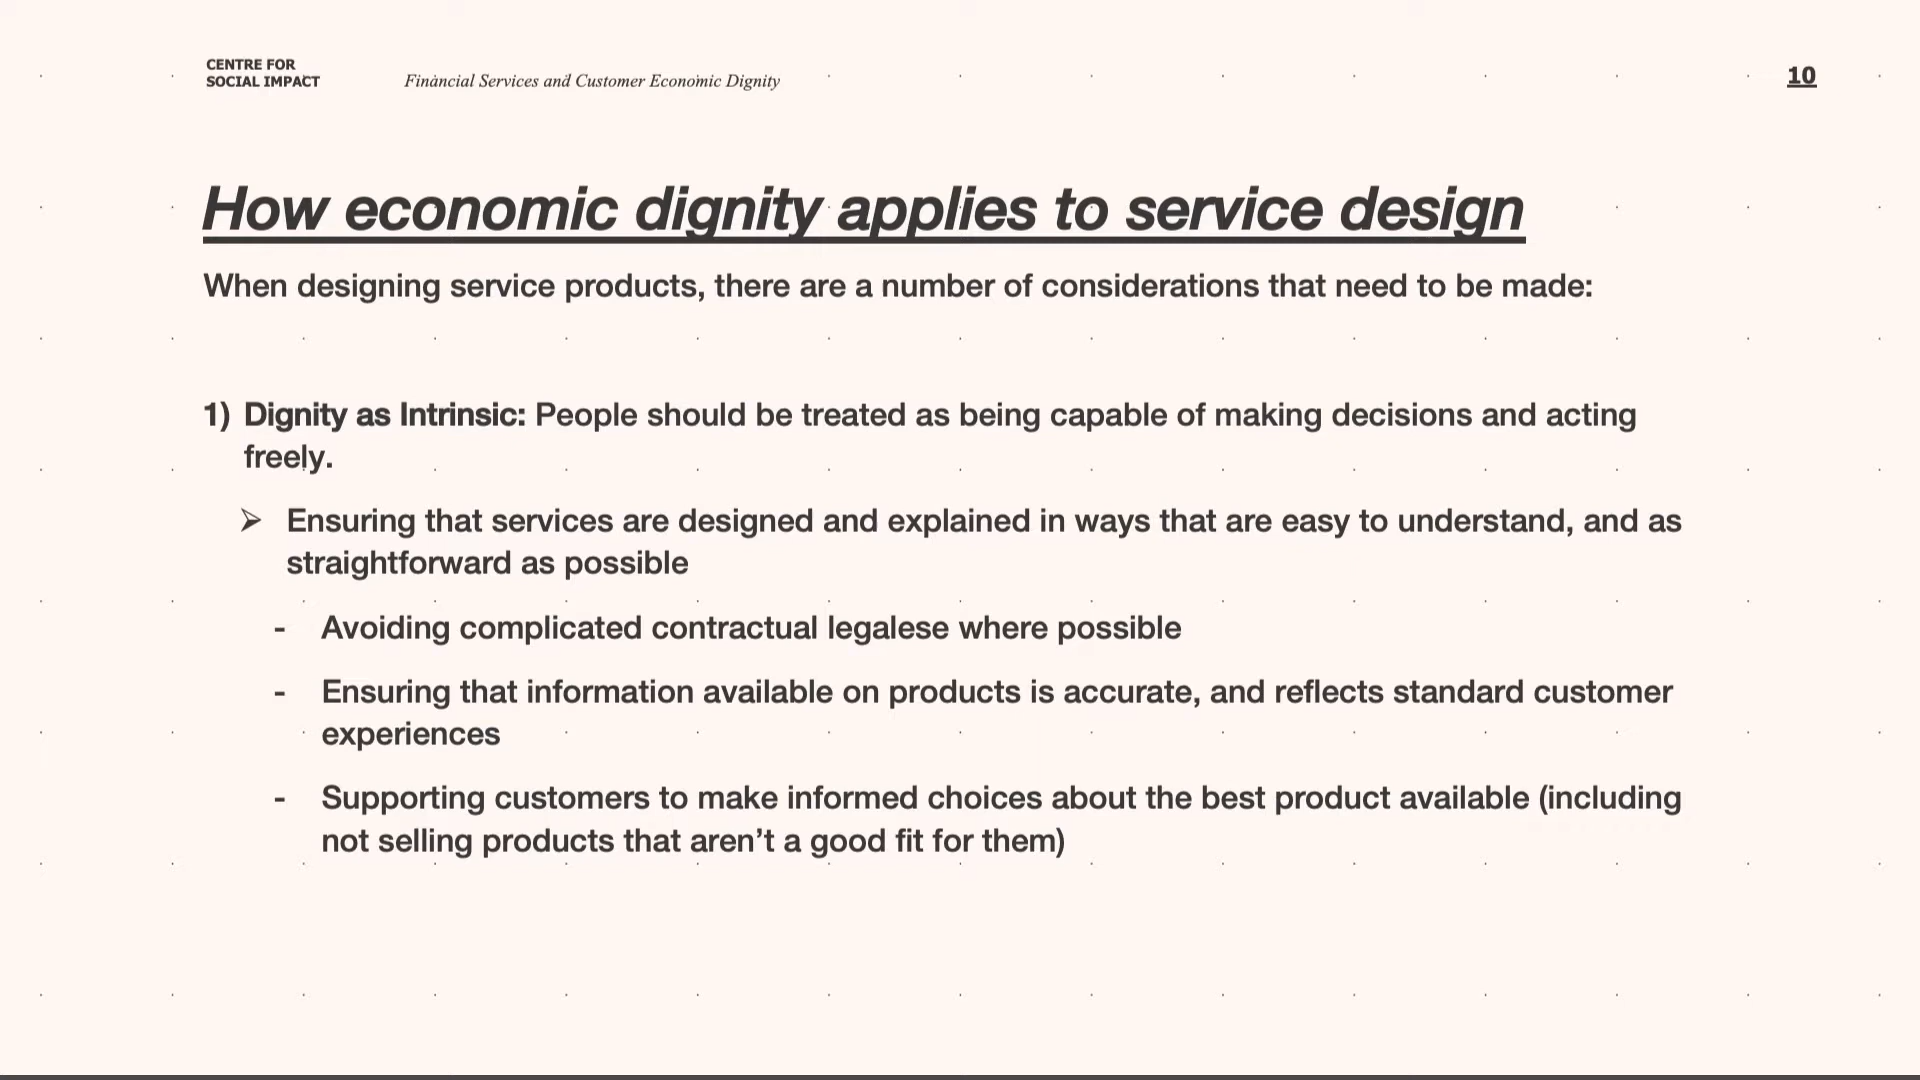 CENTRE FOR
SOCIAL IMPACT
Financial Services and Customer Economic Dignity
10
How economic dignity applies to service design
When designing service products, there are a number of considerations that need to be made:
1) Dignity as Intrinsic: People should be treated as being capable of making decisions and acting
freely.
➢ Ensuring that services are designed and explained in ways that are easy to understand, and as
straightforward as possible
- Avoiding complicated contractual legalese where possible
- Ensuring that information available on products is accurate, and reflects standard customer
experiences
- Supporting customers to make informed choices about the best product available (including
not selling products that aren’t a good fit for them)